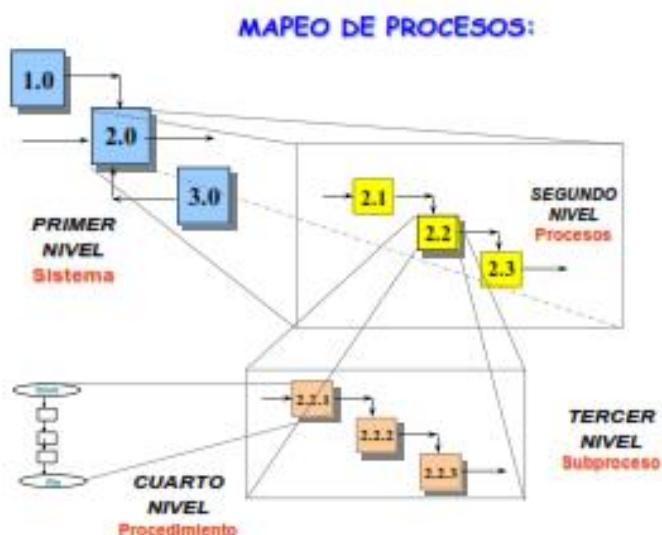 MAPEO DE PROCESOS:
1.0
2.0
3.0
PRIMER
NIVEL
Sistema
2.1
2.2
2.3
SEGUNDO
NIVEL
Procesos
2.2.1
2.2.2
2.2.3
TERCER
NIVEL
Subproceso
Fin
CUARTO
NIVEL
Procedimiento